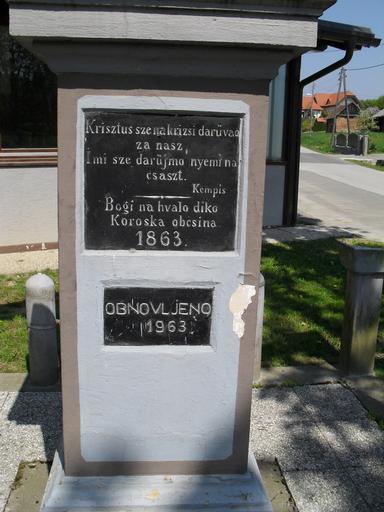 Krisztus sze na krizsi darüvao
za nasz,
I mi sze darüjmo nyemi na
csaszt.
Kempis
Bogi na hvalo diko
Koroska obcsina
1863.
OBNOVLJENO
1963.